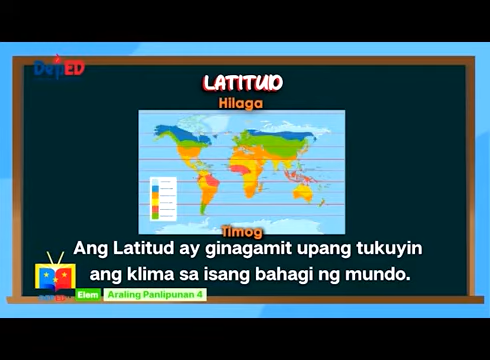 DepED
LATITUD
Hilaga
Timog
Ang Latitud ay ginagamit upang tukuyin
ang klima sa isang bahagi ng mundo.
Elem Araling Panlipunan 4